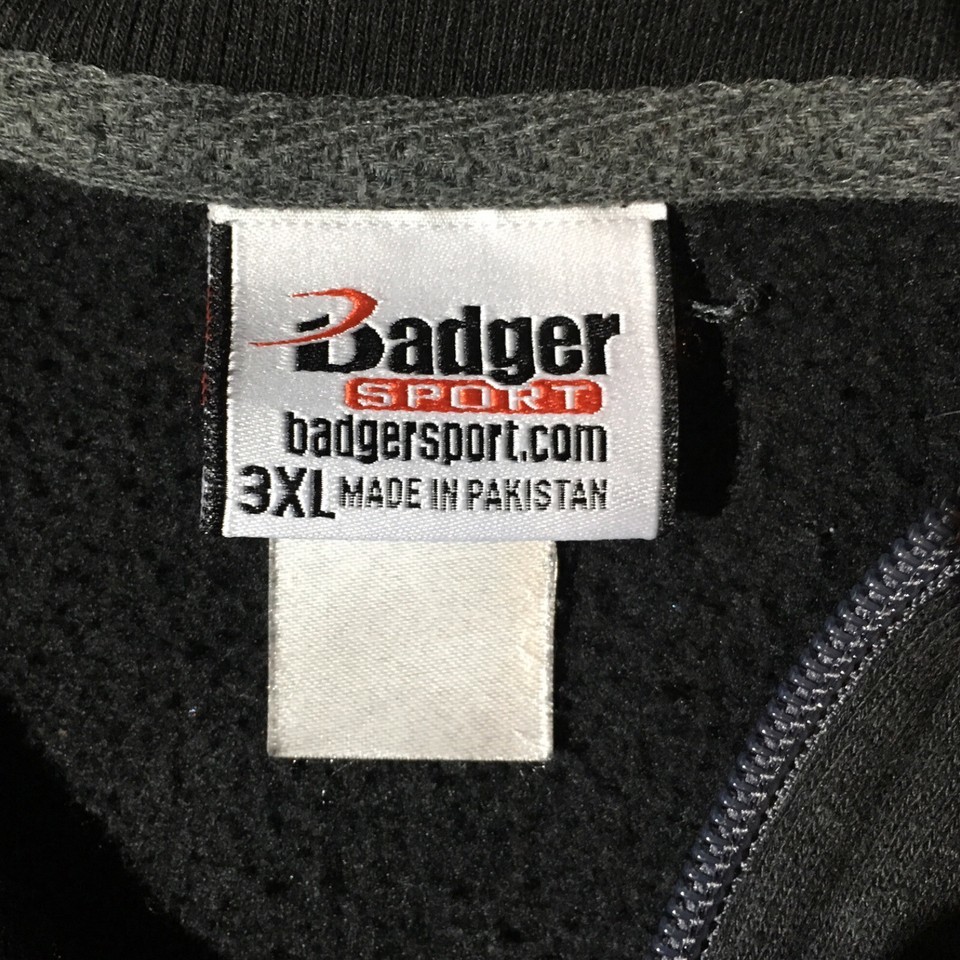 Badger
SPORT
badgersport.com
3XL MADE IN PAKISTAN